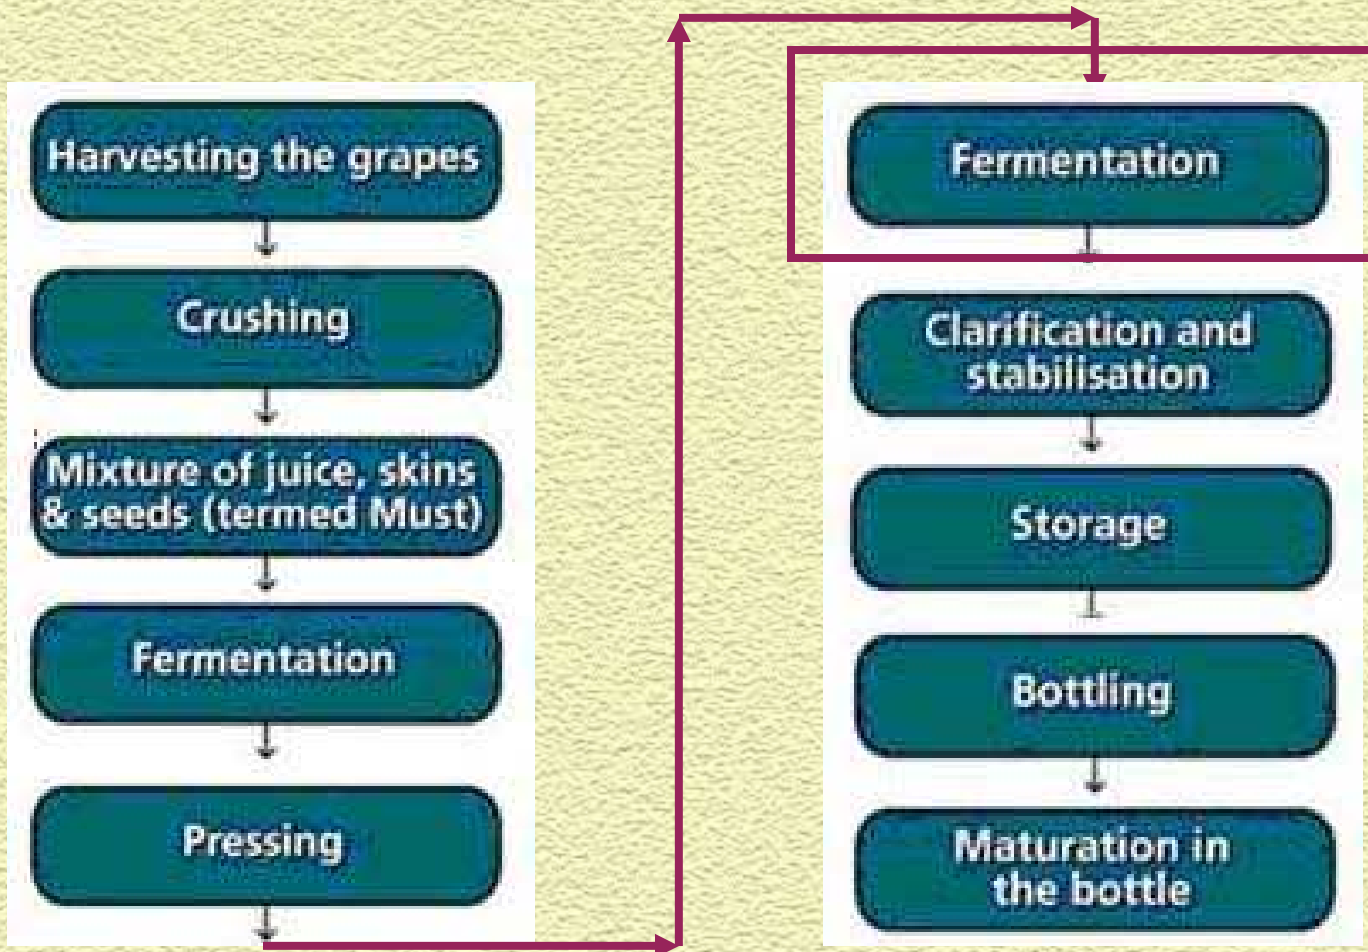 Harvesting the grapes
Crushing
Mixture of juice, skins
& seeds (termed Must)
Fermentation
Pressing
Fermentation
Clarification and
stabilisation
Storage
Bottling
Maturation in
the bottle